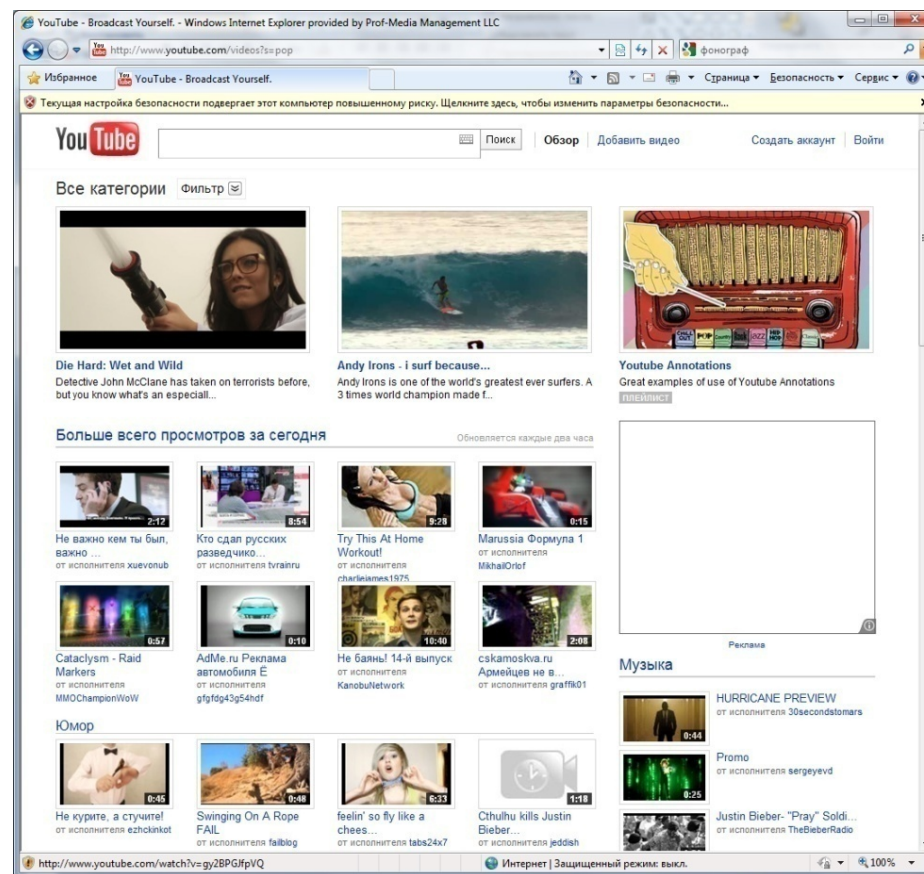 YouTube - Broadcast Yourself. - Windows Internet Explorer provided by Prof-Media Management LLC
http://www.youtube.com/videos?s=pop
фонограф
Избранное
YouTube - Broadcast Yourself.
Страница
Безопасность
Сервис
Текущая настройка безопасности подвергает этот компьютер повышенному риску. Щелкните здесь, чтобы изменить параметры безопасности...
YouTube
Поиск
Обзор
Добавить видео
Создать аккаунт
Войти
Все категории
Фильтр
Die Hard: Wet and Wild
Detective John McClane has taken on terrorists before,
but you know what's an especiall...
Andy Irons - i surf because...
Andy Irons is one of the world's greatest ever surfers. A
3 times world champion made f...
CHILL OUT POP Country Rock jazz HIP HOP Classic
Youtube Annotations
Great examples of use of Youtube Annotations
ПЛЕЙЛИСТ
Больше всего просмотров за сегодня
Обновляется каждые два часа
2:12
Не важно кем ты был,
важно ...
от исполнителя xuevonub
8:54
Кто сдал русских
разведчико...
от исполнителя tvrainru
9:28
Try This At Home
Workout!
от исполнителя
charliejames1975
0:15
Marussia Формула 1
от исполнителя
MikhailOrlof
0:57
Cataclysm - Raid
Markers
от исполнителя
MMOChampionWoW
0:10
AdMe.ru Реклама
автомобиля Ё
от исполнителя
gfgfdg43g54hdf
10:40
Не баянь! 14-й выпуск
от исполнителя
KanobuNetwork
2:08
cskamoskva.ru
Армейцев не в...
от исполнителя graffik01
Реклама
Юмор
0:45
Не курите, а стучите!
от исполнителя ezhckinkot
0:48
Swinging On A Rope
FAIL
от исполнителя failblog
6:33
feelin' so fly like a
chees...
от исполнителя tabs24x7
1:18
Cthulhu kills Justin
Bieber...
от исполнителя jeddish
Музыка
0:44
HURRICANE PREVIEW
от исполнителя 30secondstomars
0:25
Promo
от исполнителя sergeyevd
Justin Bieber- "Pray" Soldi...
от исполнителя TheBieberRadio
http://www.youtube.com/watch?v=gy2BPGJfpVQ
Интернет | Защищенный режим: выкл.
100%